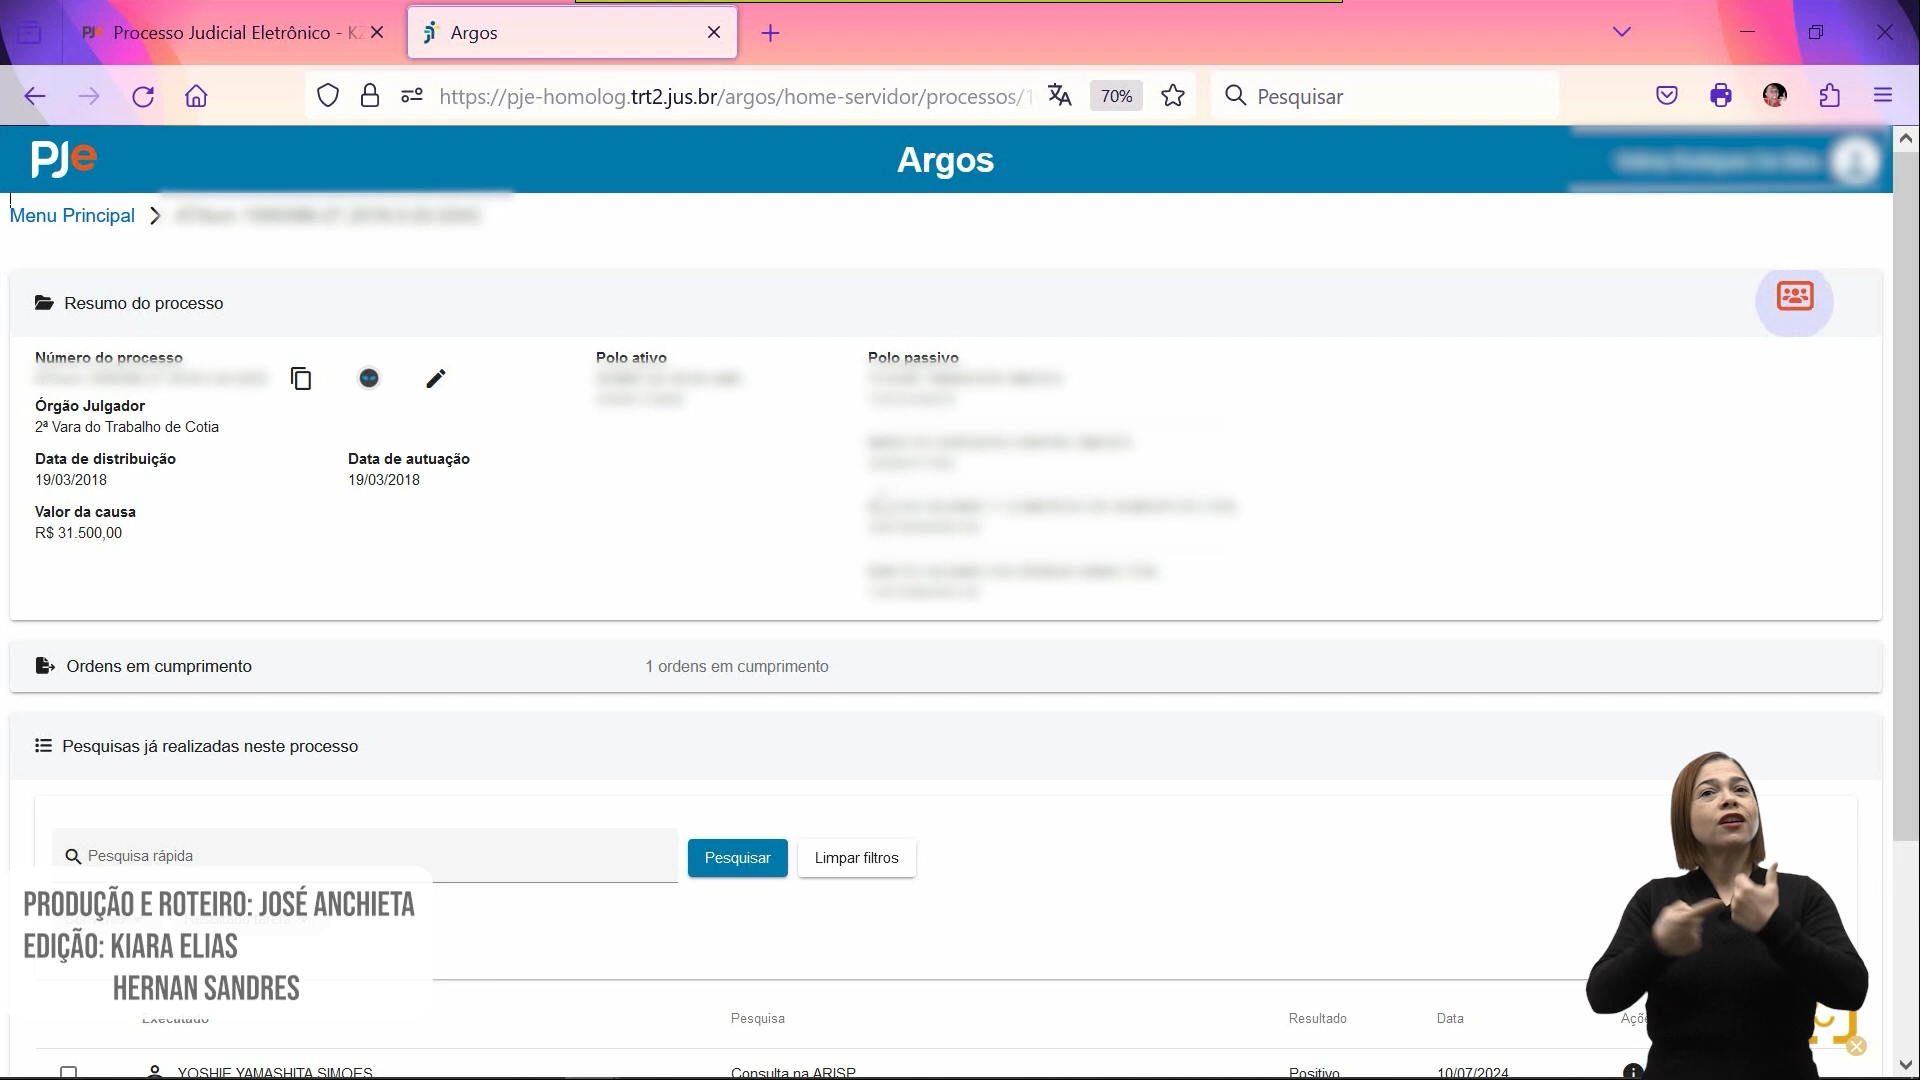 Processo Judicial Eletrônico - KZ
Argos
https://pje-homolog.trt2.jus.br/argos/home-servidor/processos/1
70%
Pesquisar
PJe
Argos
Menu Principal
Resumo do processo
Número do processo
Polo ativo
Polo passivo
Órgão Julgador
2ª Vara do Trabalho de Cotia
Data de distribuição
Data de autuação
19/03/2018
19/03/2018
Valor da causa
R$ 31.500,00
Ordens em cumprimento
1 ordens em cumprimento
Pesquisas já realizadas neste processo
Pesquisa rápida
Pesquisar
Limpar filtros
PRODUÇÃO E ROTEIRO: JOSÉ ANCHIETA
EDIÇÃO: KIARA ELIAS
HERNAN SANDRES
Executado
Pesquisa
Resultado
Data
YOSHIE YAMASHITA SIMOES
Consulta na ARISP
Positivo
10/07/2024